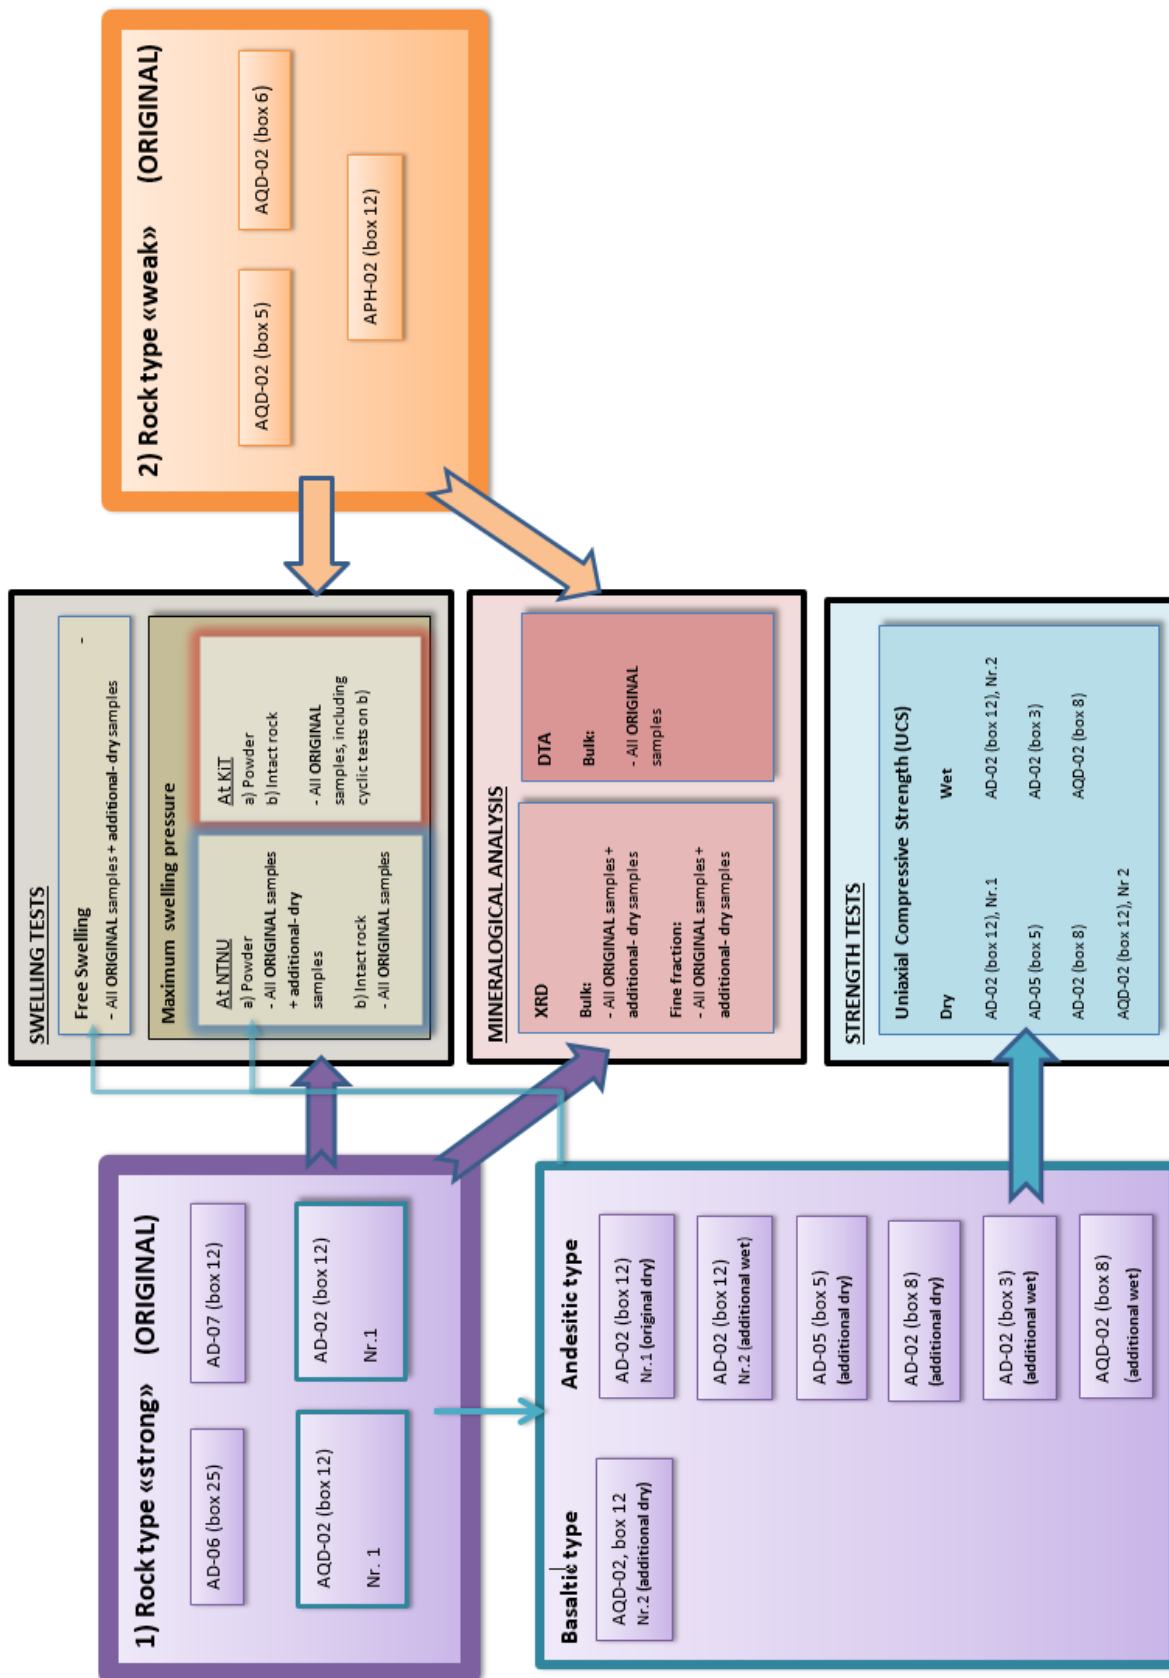 1) Rock type «strong» (ORIGINAL)
AD-06 (box 25)
AD-07 (box 12)
AQD-02 (box 12)
Nr. 1
AD-02 (box 12)
Nr.1
Basaltic type
AQD-02, box 12
Nr.2 (additional dry)
Andesitic type
AD-02 (box 12)
Nr.1 (original dry)
AD-02 (box 12)
Nr.2 (additional wet)
AD-05 (box 5)
(additional dry)
AD-02 (box 8)
(additional dry)
AD-02 (box 3)
(additional wet)
AQD-02 (box 8)
(additional wet)
SWELLING TESTS
Free Swelling -
- All ORIGINAL samples + additional- dry samples
Maximum swelling pressure
At NTNU
a) Powder
- All ORIGINAL samples
+ additional- dry
samples
b) Intact rock
- All ORIGINAL samples
At KiT
a) Powder
b) Intact rock
- All ORIGINAL
samples, including
cyclic tests on b)
MINERALOGICAL ANALYSIS
XRD
Bulk:
- All ORIGINAL samples +
additional- dry samples
Fine fraction:
- All ORIGINAL samples +
additional- dry samples
DTA
Bulk:
- All ORIGINAL
samples
STRENGTH TESTS
Uniaxial Compressive Strength (UCS)
Dry Wet
AD-02 (box 12), Nr.1 AD-02 (box 12), Nr.2
AD-05 (box 5) AD-02 (box 3)
AD-02 (box 8) AQD-02 (box 8)
AQD-02 (box 12), Nr 2
2) Rock type «weak» (ORIGINAL)
AQD-02 (box 5)
AQD-02 (box 6)
APH-02 (box 12)